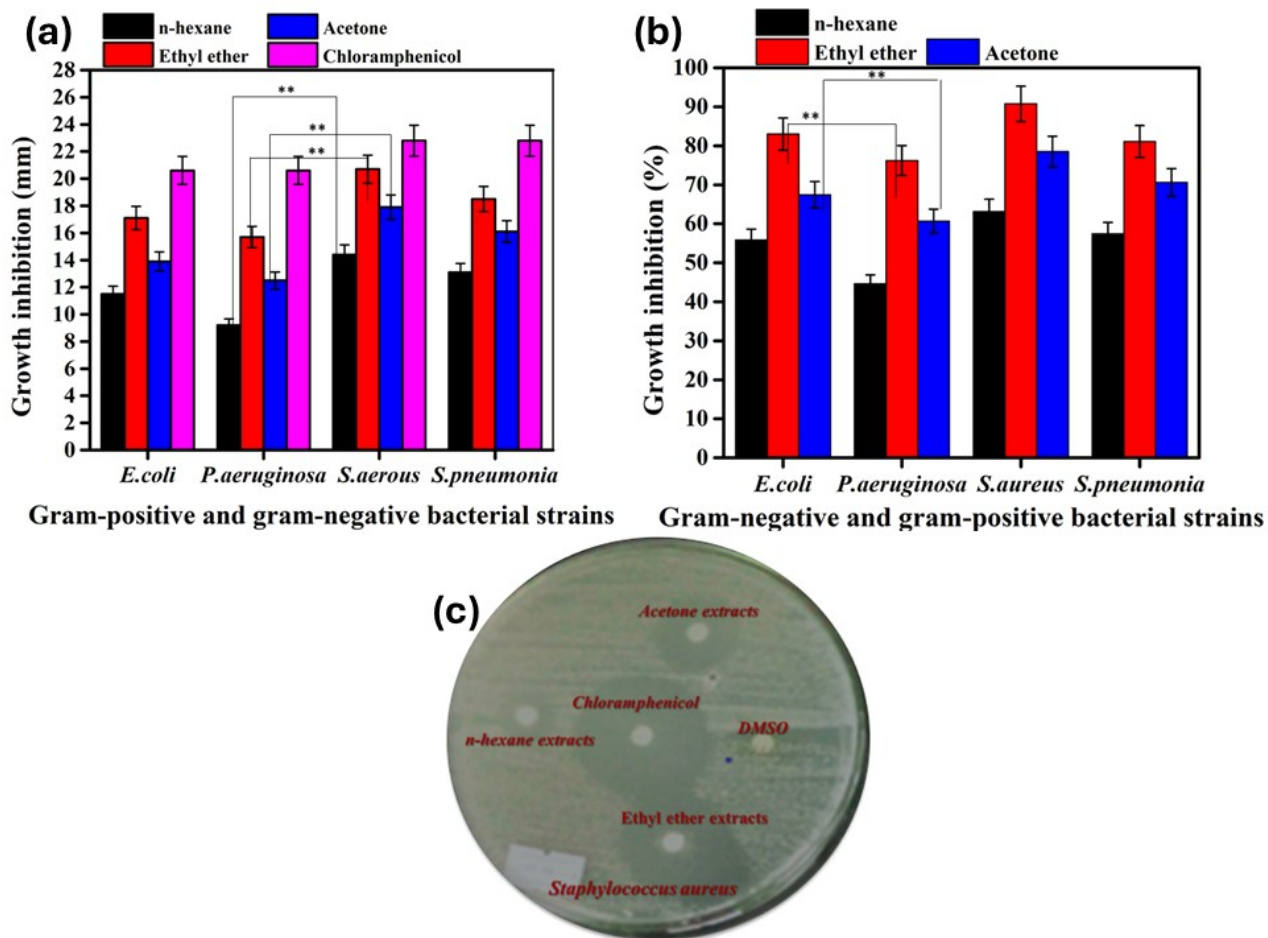 (a)
n-hexane
Acetone
Ethyl ether
Chloramphenicol
Growth inhibition (mm)
28
26
24
22
20
18
16
14
12
10
8
6
4
2
0
**
**
**
E.coli P.aeruginosa S.aerous S.pneumonia
Gram-positive and gram-negative bacterial strains
(b)
n-hexane
Ethyl ether
Acetone
Growth inhibition (%)
100
90
80
70
60
50
40
30
20
10
0
**
**
E.coli P.aeruginosa S.aureus S.pneumonia
Gram-negative and gram-positive bacterial strains
(c)
Acetone extracts
Chloramphenicol
DMSO
n-hexane extracts
Ethyl ether extracts
Staphylococcus aureus